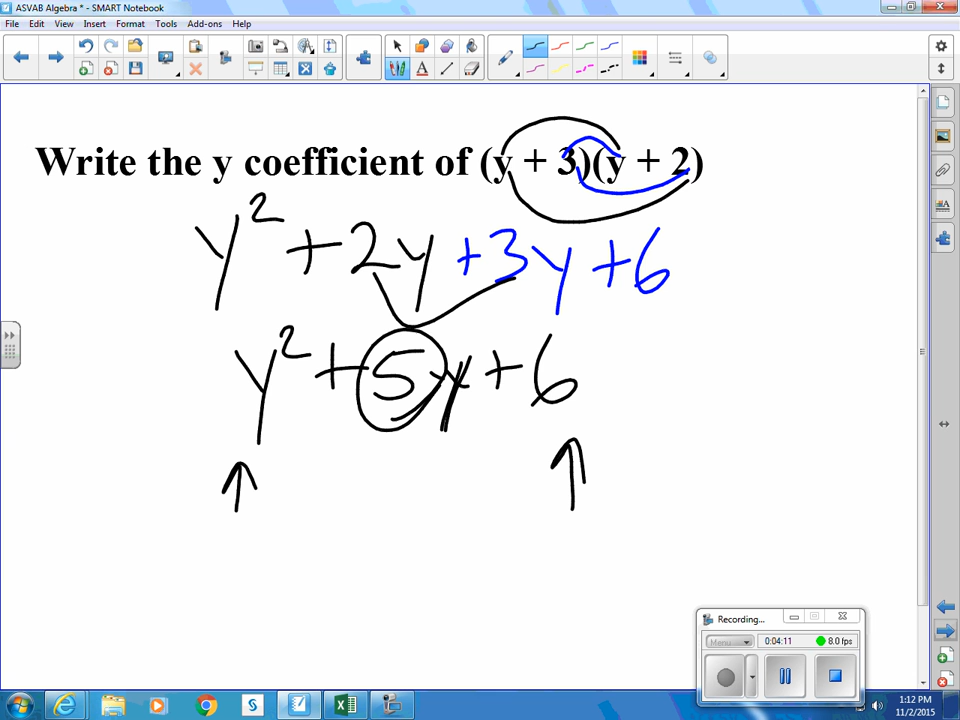 ASVAB Algebra * - SMART Notebook
File Edit View Insert Format Tools Add-ons Help
Write the y coefficient of (y + 3)(y + 2)
y² + 2y + 3y + 6
y² + 5y + 6
Recording...
Menu 0:04:11 8.0 fps
1:12 PM
11/2/2015